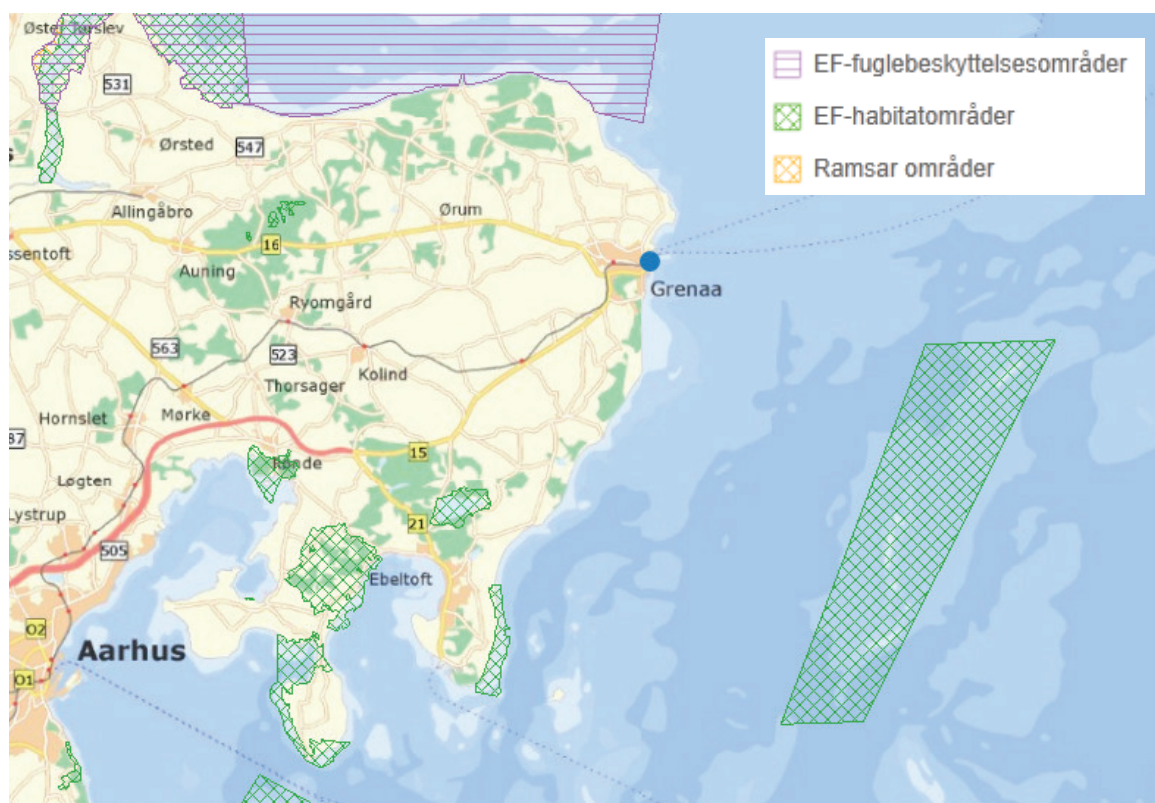 Øster Tørslev
EF-fuglebeskyttelsesområder
531
EF-habitatområder
Ørsted
547
Ramsar områder
Allingåbro
Ørum
16
ssentoft
Auning
Grenaa
Ryomgård
563
523
Kolind
Thorsager
Hornslet
Mørke
87
15
Rønde
Løgten
Lystrup
21
505
Ebeltoft
O2
Aarhus
O1